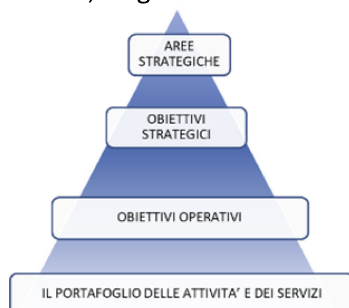 AREE
STRATEGICHE
OBIETTIVI
STRATEGICI
OBIETTIVI OPERATIVI
IL PORTAFOGLIO DELLE ATTIVITA' E DEI SERVIZI